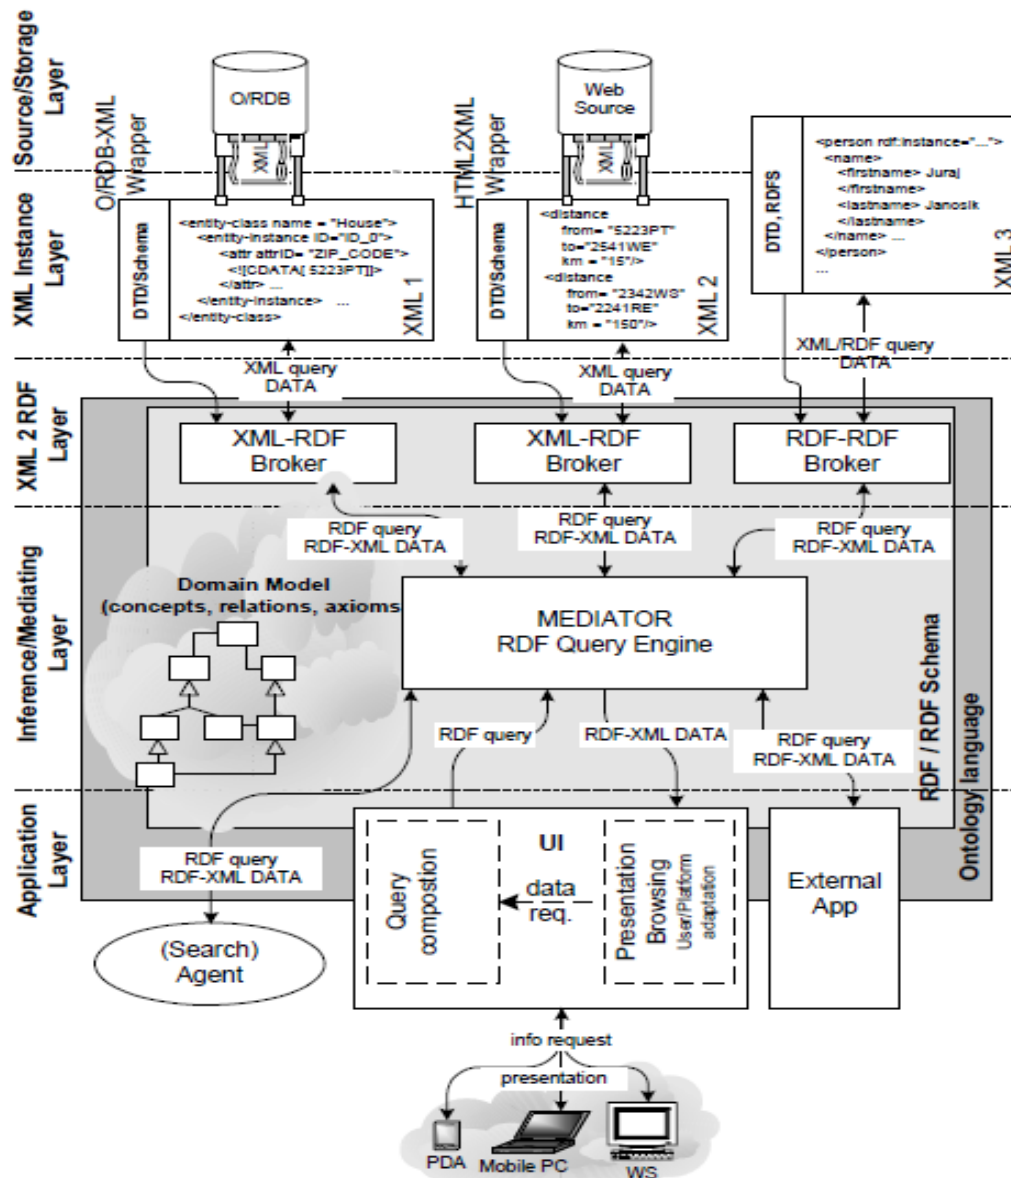 Source/Storage
Layer
O/RDB-XML
Wrapper
O/RDB
XML
HTML2XML
Wrapper
Web
Source
XML
XML Instance
Layer
DTD/Schema
<entity-class name = "House">
<entity-instance ID="ID_0">
<attr attrID= "ZIP_CODE">
<![CDATA[ 5223PT]]>
</attr> ...
</entity-instance> ...
</entity-class>
XML 1
DTD/Schema
<distance
from= "5223PT"
to="2541WE"
km = "15"/>
<distance
from= "2342WS"
to="2241RE"
km = "150"/>
XML 2
DTD, RDFS
<person rdf:instance="...">
<name>
<firstname> Juraj
</firstname>
<lastname> Janosik
</lastname>
</name> ...
</person>
...
XML 3
XML query
DATA
XML query
DATA
XML/RDF query
DATA
XML 2 RDF
Layer
XML-RDF
Broker
XML-RDF
Broker
RDF-RDF
Broker
RDF query
RDF-XML DATA
RDF query
RDF-XML DATA
RDF query
RDF-XML DATA
Inference/Mediating
Layer
Domain Model
(concepts, relations, axioms
MEDIATOR
RDF Query Engine
RDF query
RDF-XML DATA
RDF query
RDF-XML DATA
RDF / RDF Schema
Ontology language
Application
Layer
RDF query
RDF-XML DATA
(Search)
Agent
Query
compostion
UI
data
req.
Presentation
Browsing
User/Platform
adaptation
External
App
info request
presentation
PDA
Mobile PC
WS